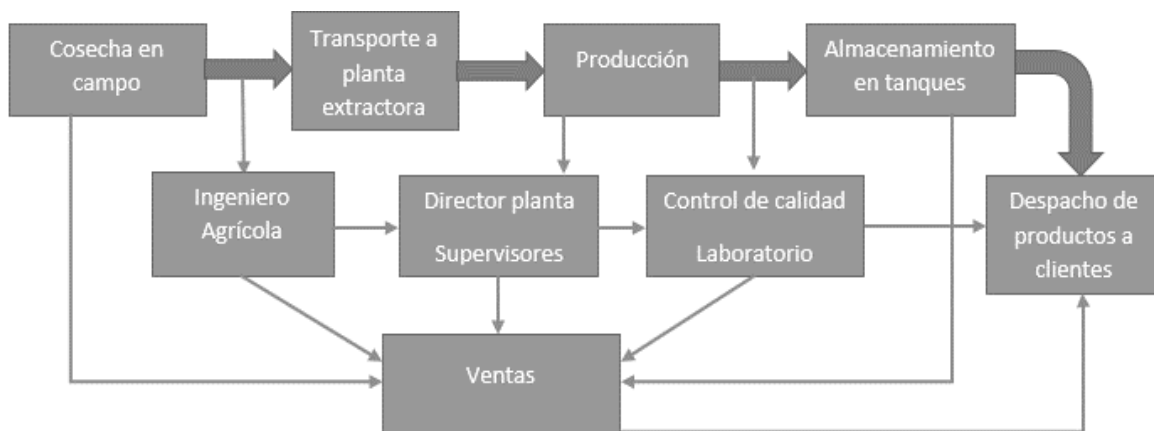 Cosecha en
campo
Transporte a
planta
extractora
Producción
Almacenamiento
en tanques
Ingeniero
Agrícola
Director planta
Supervisores
Control de calidad
Laboratorio
Despacho de
productos a
clientes
Ventas